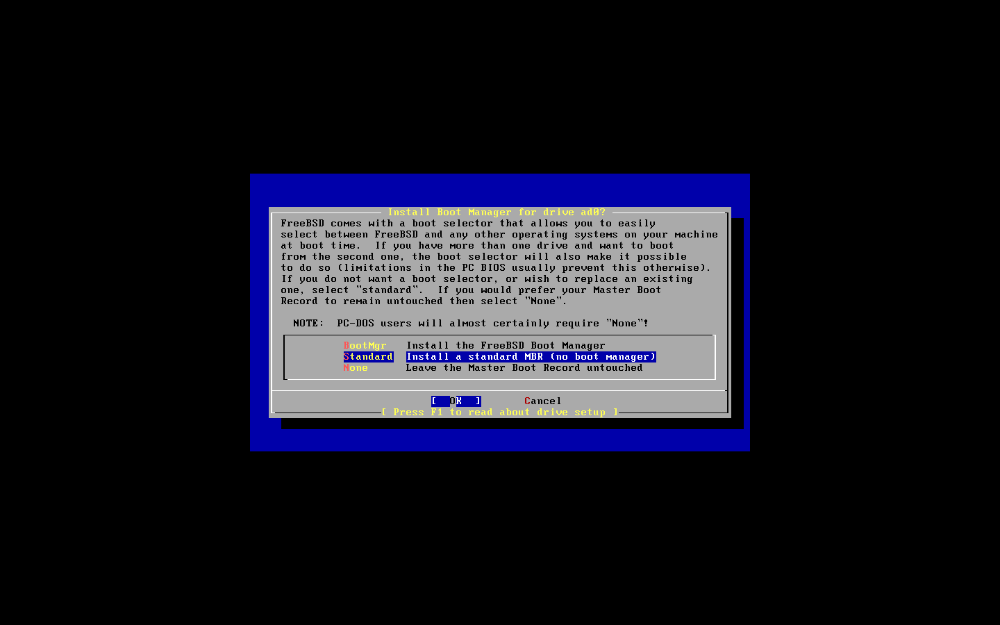 Install Boot Manager for drive ad0?
FreeBSD comes with a boot selector that allows you to easily
select between FreeBSD and any other operating systems on your machine
at boot time.  If you have more than one drive and want to boot
from the second one, the boot selector will also make it possible
to do so (limitations in the PC BIOS usually prevent this otherwise).
If you do not want a boot selector, or wish to replace an existing
one, select "standard".  If you would prefer your Master Boot
Record to remain untouched then select "None".
NOTE:  PC-DOS users will almost certainly require "None"!
BootMgr   Install the FreeBSD Boot Manager
Standard  Install a standard MBR (no boot manager)
None      Leave the Master Boot Record untouched
[  OK  ]       Cancel
[ Press F1 to read about drive setup ]